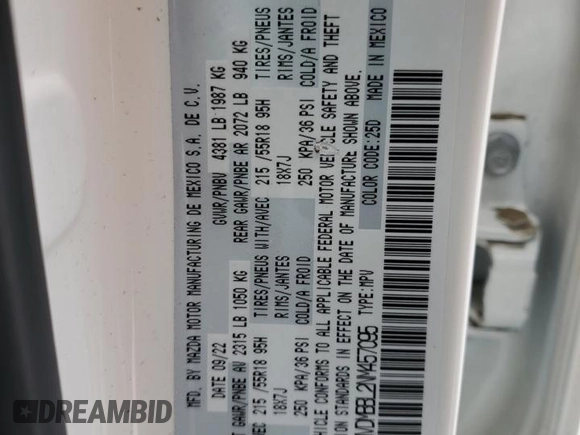 MFD. BY MAZDA MOTOR MANUFACTURING DE MEXICO S.A. DE C.V.
DATE 09/22 GVWR/PNBV 4381 LB 1987 KG
GAWR/PNBE AV 2315 LB 1050 KG REAR GAWR/PNBE AR 2072 LB 940 KG
215 /55R18 95H TIRES/PNEUS WITH/AVEC 215 /55R18 95H TIRES/PNEUS
18X7J RIMS/JANTES 18X7J RIMS/JANTES
250 KPA/36 PSI COLD/A FROID 250 KPA/36 PSI COLD/A FROID
VEHICLE CONFORMS TO ALL APPLICABLE FEDERAL MOTOR VEHICLE SAFETY AND THEFT
STANDARDS IN EFFECT ON THE DATE OF MANUFACTURE SHOWN ABOVE.
TYPE:MPV COLOR CODE:25D MADE IN MEXICO
AUTOBIDCAR